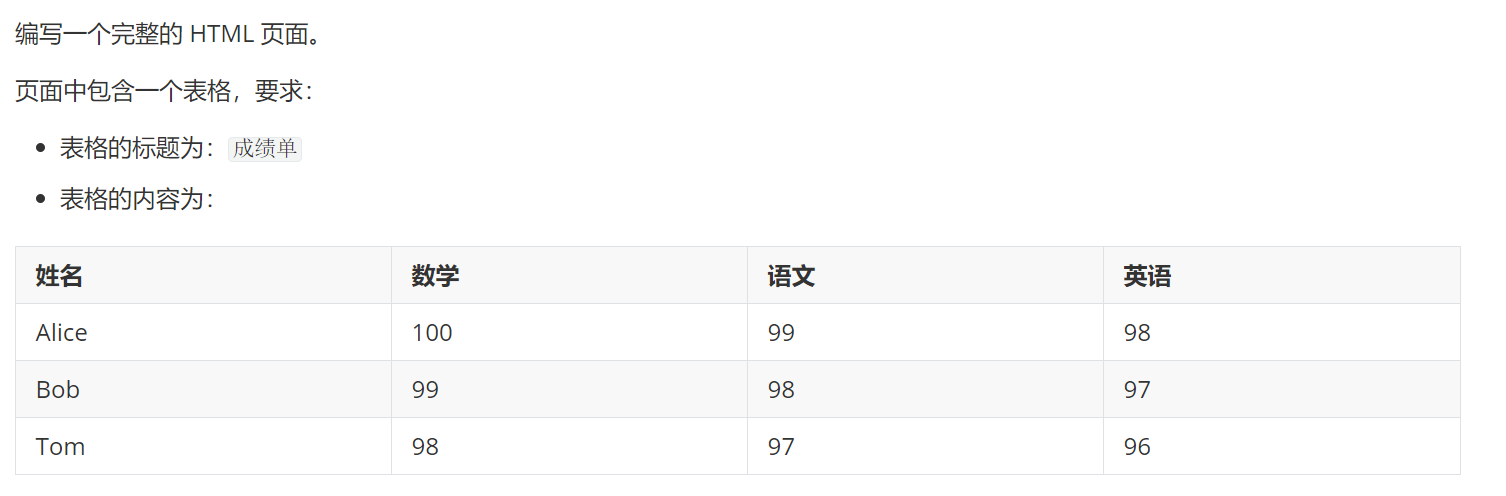 编写一个完整的 HTML 页面。
页面中包含一个表格，要求：
表格的标题为：成绩单
表格的内容为：
姓名 数学 语文 英语
Alice 100 99 98
Bob 99 98 97
Tom 98 97 96